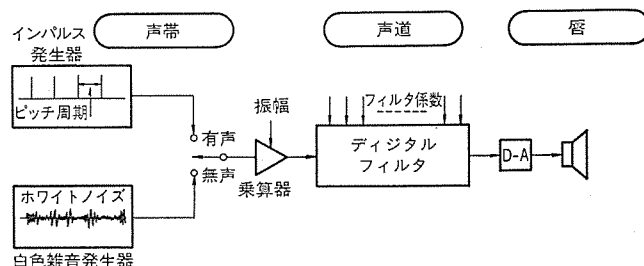 インパルス
発生器
声帯
声道
唇
ピッチ周期
振幅
フィルタ係数
有声
無声
乗算器
ディジタル
フィルタ
D-A
ホワイトノイズ
白色雑音発生器